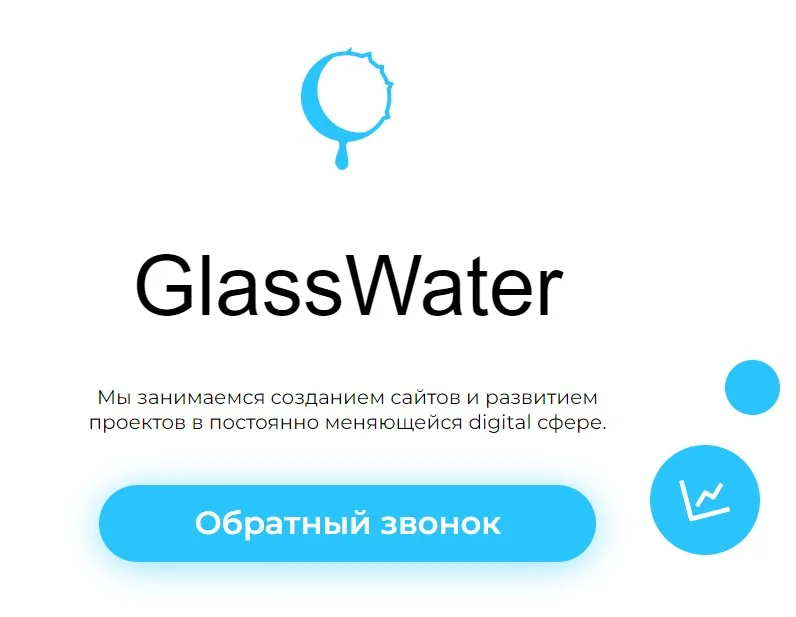 GlassWater
Мы занимаемся созданием сайтов и развитием
проектов в постоянно меняющейся digital сфере.
Обратный звонок